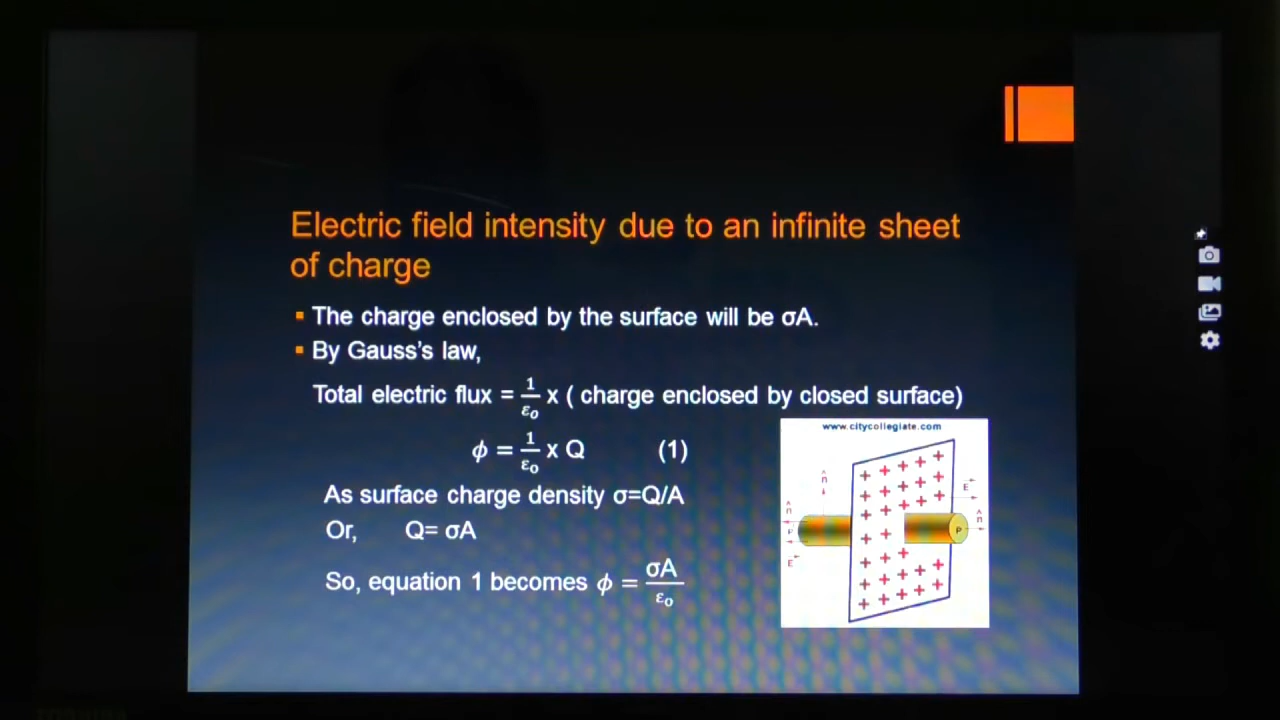 Electric field intensity due to an infinite sheet
of charge
▪ The charge enclosed by the surface will be σA.
▪ By Gauss's law,
Total electric flux = 1/ε₀ x ( charge enclosed by closed surface)
ϕ = 1/ε₀ x Q (1)
As surface charge density σ=Q/A
Or, Q= σA
So, equation 1 becomes ϕ = σA/ε₀
www.citycollegiate.com
n̂
E
n̂
n̂
P
P
E